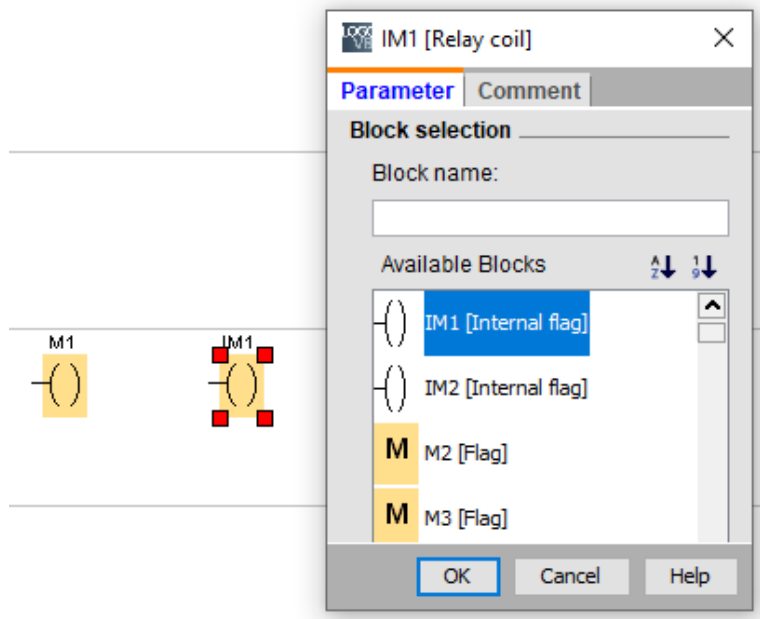 IM1 [Relay coil]
Parameter Comment
Block selection
Block name:
Available Blocks
IM1 [Internal flag]
M1 IM1
IM2 [Internal flag]
M M2 [Flag]
M M3 [Flag]
OK Cancel Help